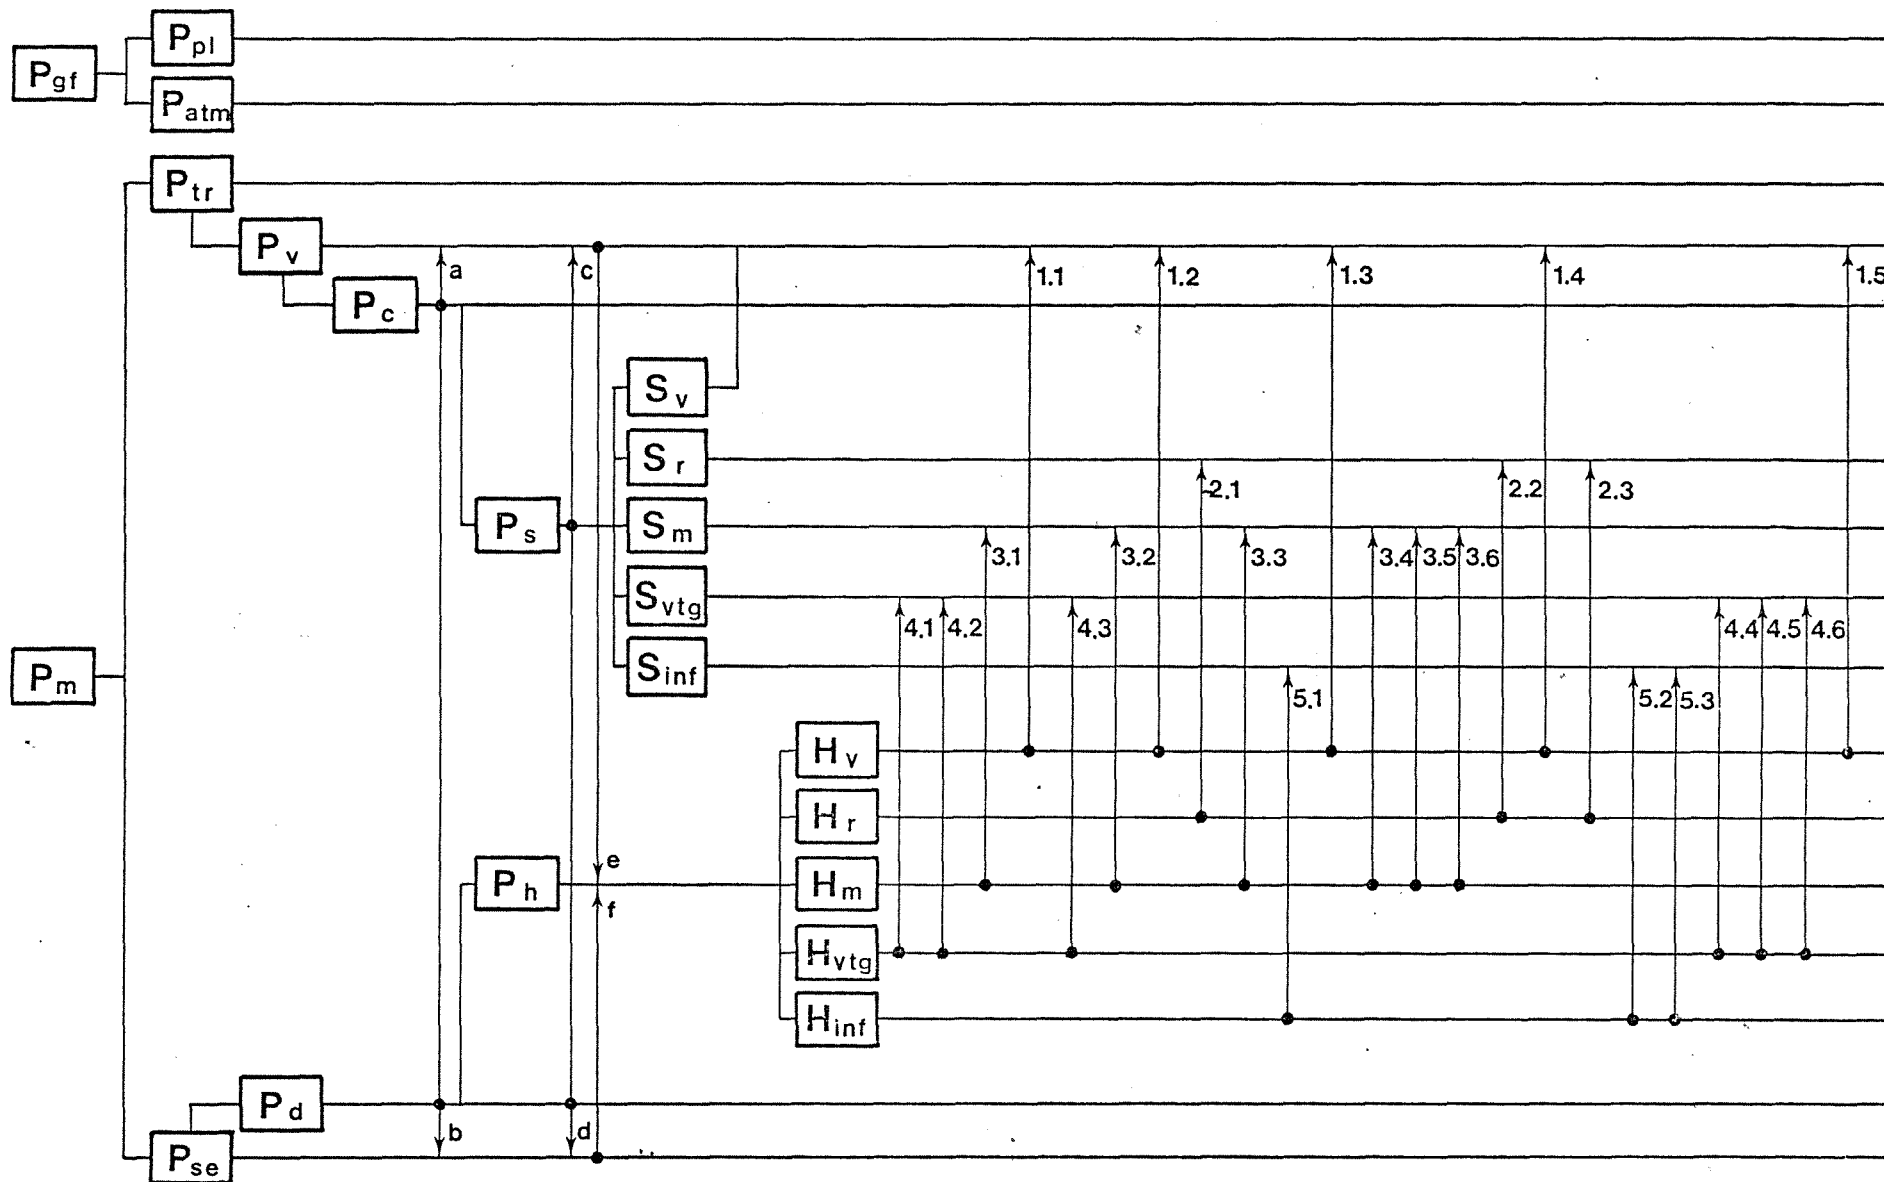 Ppl
Pgf
Patm
Ptr
Pv
a
c
1.1
1.2
1.3
1.4
1.5
Pc
Sv
Sr
2.1
2.2
2.3
Ps
Sm
3.1
3.2
3.3
3.4
3.5
3.6
Svtg
4.1
4.2
4.3
4.4
4.5
4.6
Pm
Sinf
5.1
5.2
5.3
Hv
Hr
e
Ph
Hm
f
Hvtg
Hinf
Pd
b
d
Pse